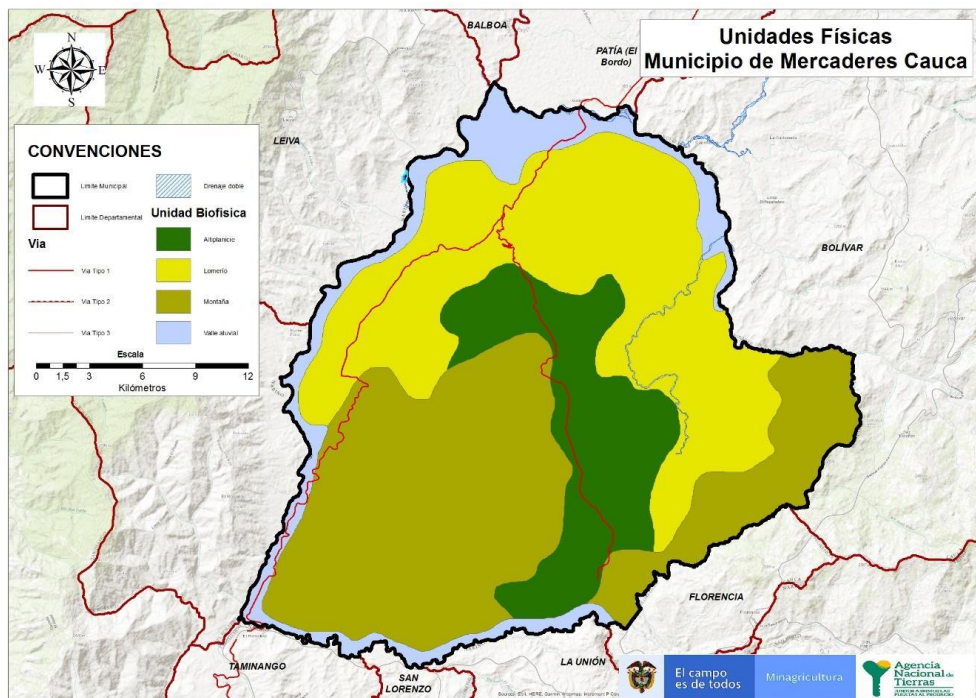 Unidades Físicas
Municipio de Mercaderes Cauca
N
W E
S
BALBOA
PATÍA (El
Bordo)
LEIVA
BOLÍVAR
FLORENCIA
LA UNIÓN
SAN
LORENZO
TAMINANGO
CONVENCIONES
Limite Municipal
Limite Departamental
Via
Via Tipo 1
Via Tipo 2
Via Tipo 3
Drenaje doble
Unidad Biofisica
Altiplanicie
Lomerío
Montaña
Valle aluvial
Escala
0 1,5 3 6 9 12
Kilómetros
El campo
es de todos
Minagricultura
Agencia
Nacional de
Tierras